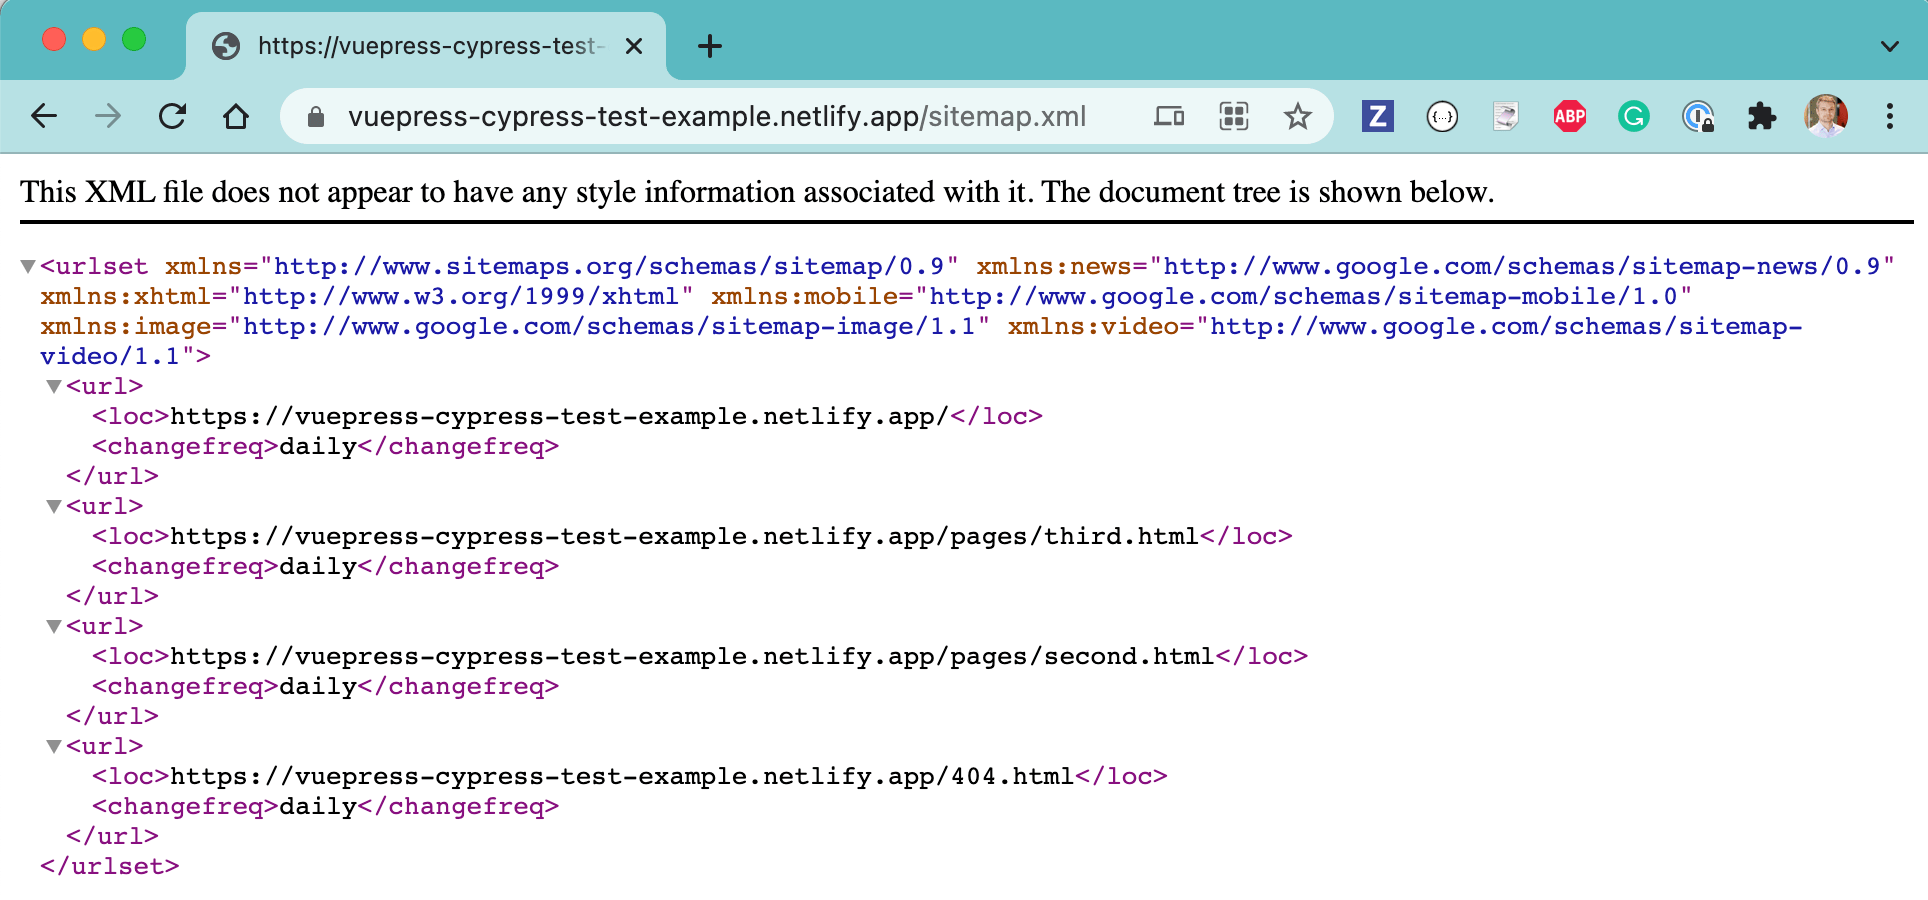 https://vuepress-cypress-test-
vuepress-cypress-test-example.netlify.app/sitemap.xml
Z
{...}
ABP
G
This XML file does not appear to have any style information associated with it. The document tree is shown below.
<urlset xmlns="http://www.sitemaps.org/schemas/sitemap/0.9" xmlns:news="http://www.google.com/schemas/sitemap-news/0.9"
xmlns:xhtml="http://www.w3.org/1999/xhtml" xmlns:mobile="http://www.google.com/schemas/sitemap-mobile/1.0"
xmlns:image="http://www.google.com/schemas/sitemap-image/1.1" xmlns:video="http://www.google.com/schemas/sitemap-
video/1.1">
<url>
<loc>https://vuepress-cypress-test-example.netlify.app/</loc>
<changefreq>daily</changefreq>
</url>
<url>
<loc>https://vuepress-cypress-test-example.netlify.app/pages/third.html</loc>
<changefreq>daily</changefreq>
</url>
<url>
<loc>https://vuepress-cypress-test-example.netlify.app/pages/second.html</loc>
<changefreq>daily</changefreq>
</url>
<url>
<loc>https://vuepress-cypress-test-example.netlify.app/404.html</loc>
<changefreq>daily</changefreq>
</url>
</urlset>